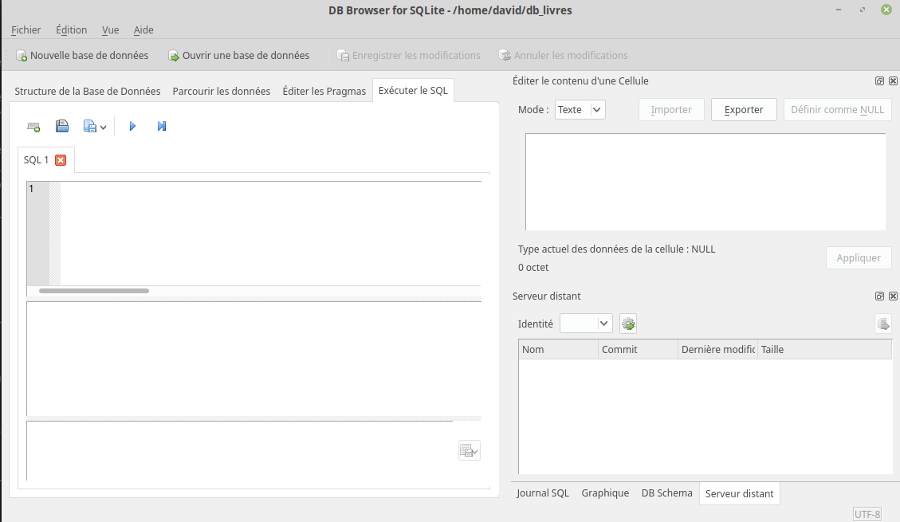 DB Browser for SQLite - /home/david/db_livres
Fichier Édition Vue Aide
Nouvelle base de données Ouvrir une base de données Enregistrer les modifications Annuler les modifications
Structure de la Base de Données Parcourir les données Éditer les Pragmas Exécuter le SQL
SQL 1
1
Éditer le contenu d'une Cellule
Mode : Texte Importer Exporter Définir comme NULL
Type actuel des données de la cellule : NULL
0 octet
Appliquer
Serveur distant
Identité
Nom Commit Dernière modific Taille
Journal SQL Graphique DB Schema Serveur distant
UTF-8